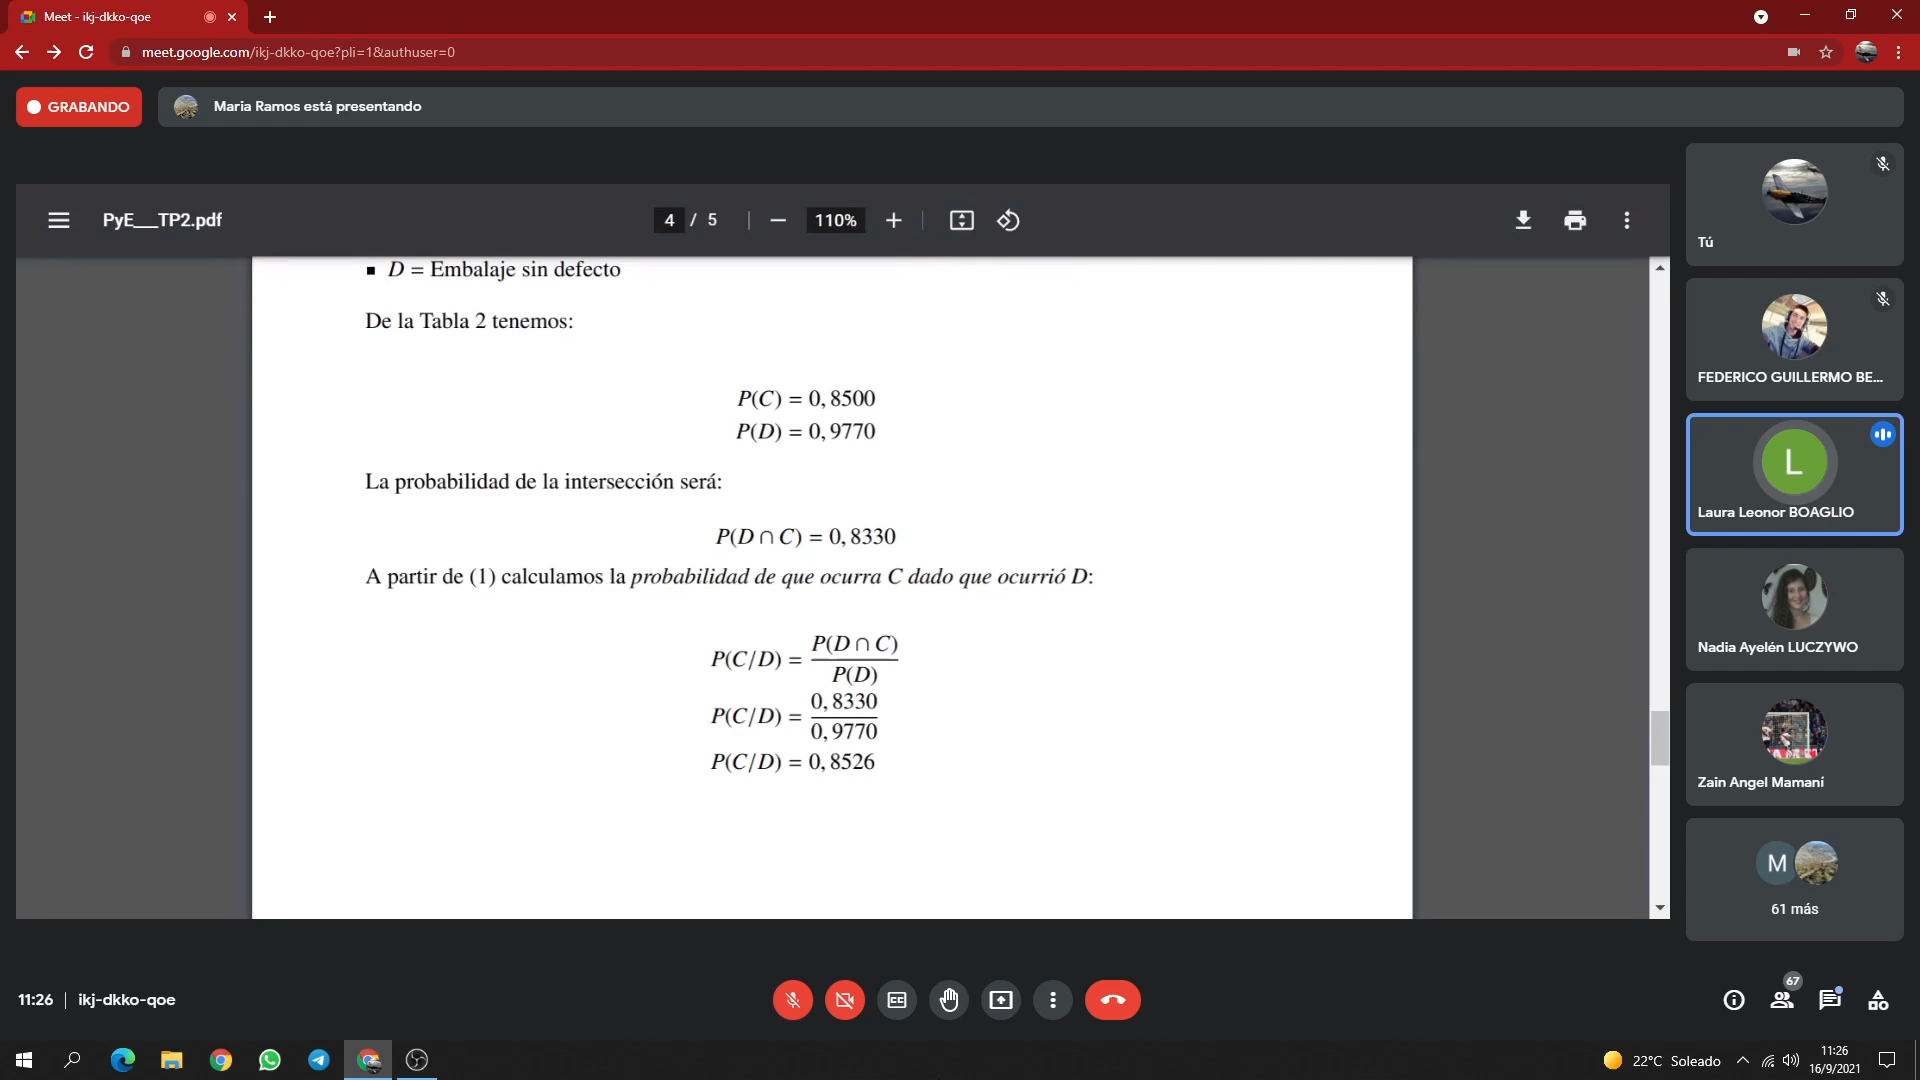 Meet - ikj-dkko-qoe
meet.google.com/ikj-dkko-qoe?pli=1&authuser=0
GRABANDO
Maria Ramos está presentando
PyE___TP2.pdf
4 / 5
110%
▪ D = Embalaje sin defecto
De la Tabla 2 tenemos:
P(C) = 0, 8500
P(D) = 0, 9770
La probabilidad de la intersección será:
P(D ∩ C) = 0, 8330
A partir de (1) calculamos la probabilidad de que ocurra C dado que ocurrió D:
P(C/D) = P(D ∩ C) / P(D)
P(C/D) = 0, 8330 / 0, 9770
P(C/D) = 0, 8526
Tú
FEDERICO GUILLERMO BE...
L
Laura Leonor BOAGLIO
Nadia Ayelén LUCZYWO
Zain Angel Mamani
M
61 más
11:26 | ikj-dkko-qoe
67
22°C Soleado
11:26
16/9/2021